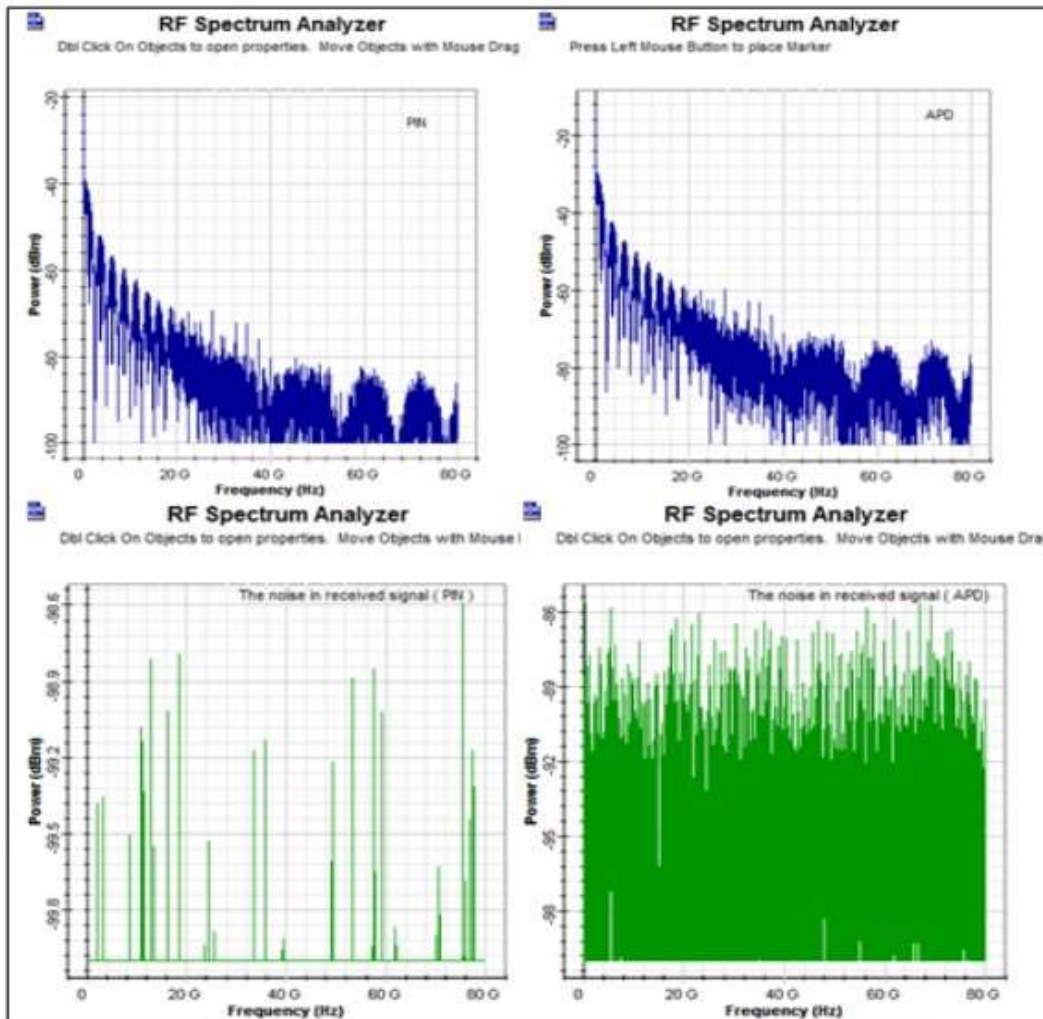 RF Spectrum Analyzer
Dbl Click On Objects to open properties. Move Objects with Mouse Drag
PIN
Power (dBm)
-20
-40
-60
-80
-100
0 20 G 40 G 60 G 80 G
Frequency (Hz)
RF Spectrum Analyzer
Press Left Mouse Button to place Marker
APD
Power (dBm)
-20
-40
-60
-80
-100
0 20 G 40 G 60 G 80 G
Frequency (Hz)
RF Spectrum Analyzer
Dbl Click On Objects to open properties. Move Objects with Mouse
The noise in received signal ( PIN )
Power (dBm)
-98.6
-98.9
-99.2
-99.5
-99.8
0 20 G 40 G 60 G 80 G
Frequency (Hz)
RF Spectrum Analyzer
Dbl Click On Objects to open properties. Move Objects with Mouse Dra
The noise in received signal ( APD)
Power (dBm)
-86
-89
-92
-95
-98
0 20 G 40 G 60 G 80 G
Frequency (Hz)